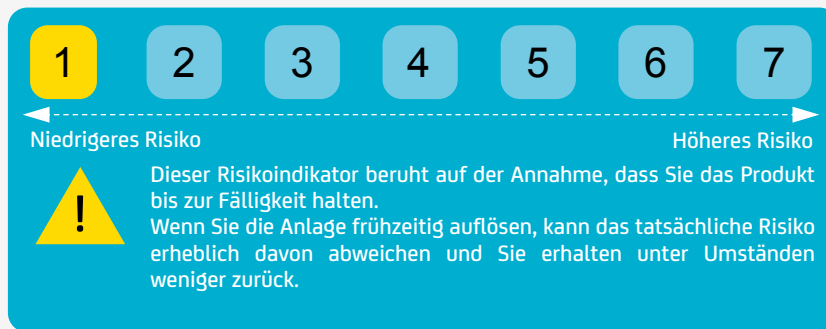 1 2 3 4 5 6 7
Niedrigeres Risiko Höheres Risiko
!
Dieser Risikoindikator beruht auf der Annahme, dass Sie das Produkt
bis zur Fälligkeit halten.
Wenn Sie die Anlage frühzeitig auflösen, kann das tatsächliche Risiko
erheblich davon abweichen und Sie erhalten unter Umständen
weniger zurück.